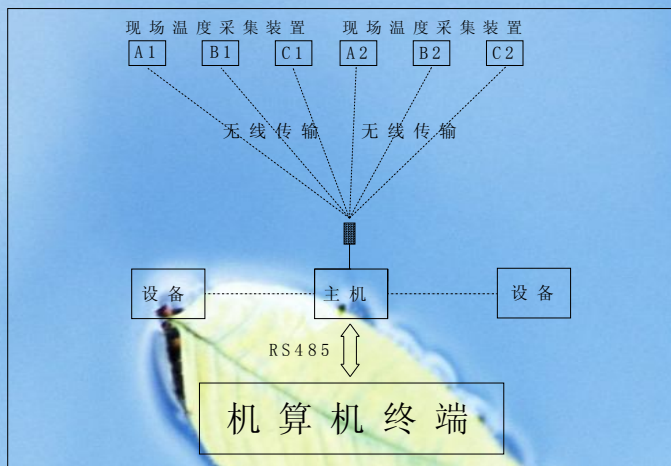 现场温度采集装置 现场温度采集装置
A1 B1 C1 A2 B2 C2
无线传输 无线传输
设备 主机 设备
RS485
机算机终端